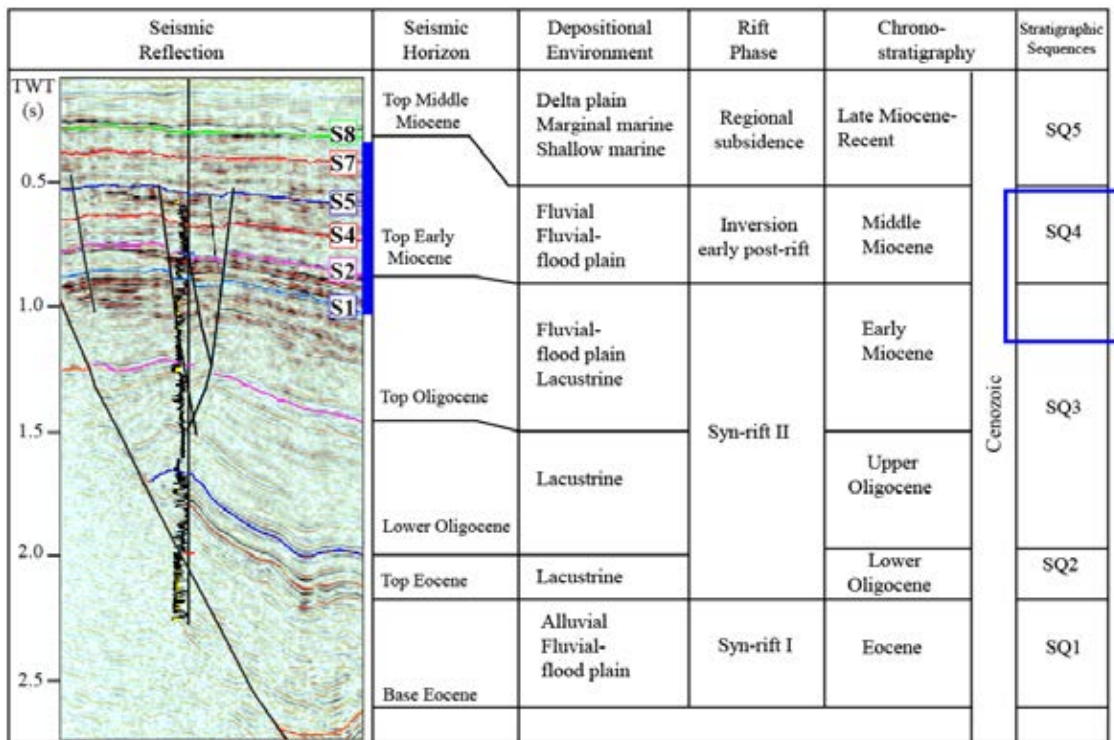 Seismic
Reflection
Seismic
Horizon
Depositional
Environment
Rift
Phase
Chrono-
stratigraphy
Stratigraphic
Sequences
TWT
(s)
0.5
1.0
1.5
2.0
2.5
S8
S7
S5
S4
S2
S1
Top Middle
Miocene
Top Early
Miocene
Top Oligocene
Lower Oligocene
Top Eocene
Base Eocene
Delta plain
Marginal marine
Shallow marine
Fluvial
Fluvial-
flood plain
Fluvial-
flood plain
Lacustrine
Lacustrine
Lacustrine
Alluvial
Fluvial-
flood plain
Regional
subsidence
Inversion
early post-rift
Syn-rift II
Syn-rift I
Late Miocene-
Recent
Middle
Miocene
Early
Miocene
Upper
Oligocene
Lower
Oligocene
Eocene
Cenozoic
SQ5
SQ4
SQ3
SQ2
SQ1